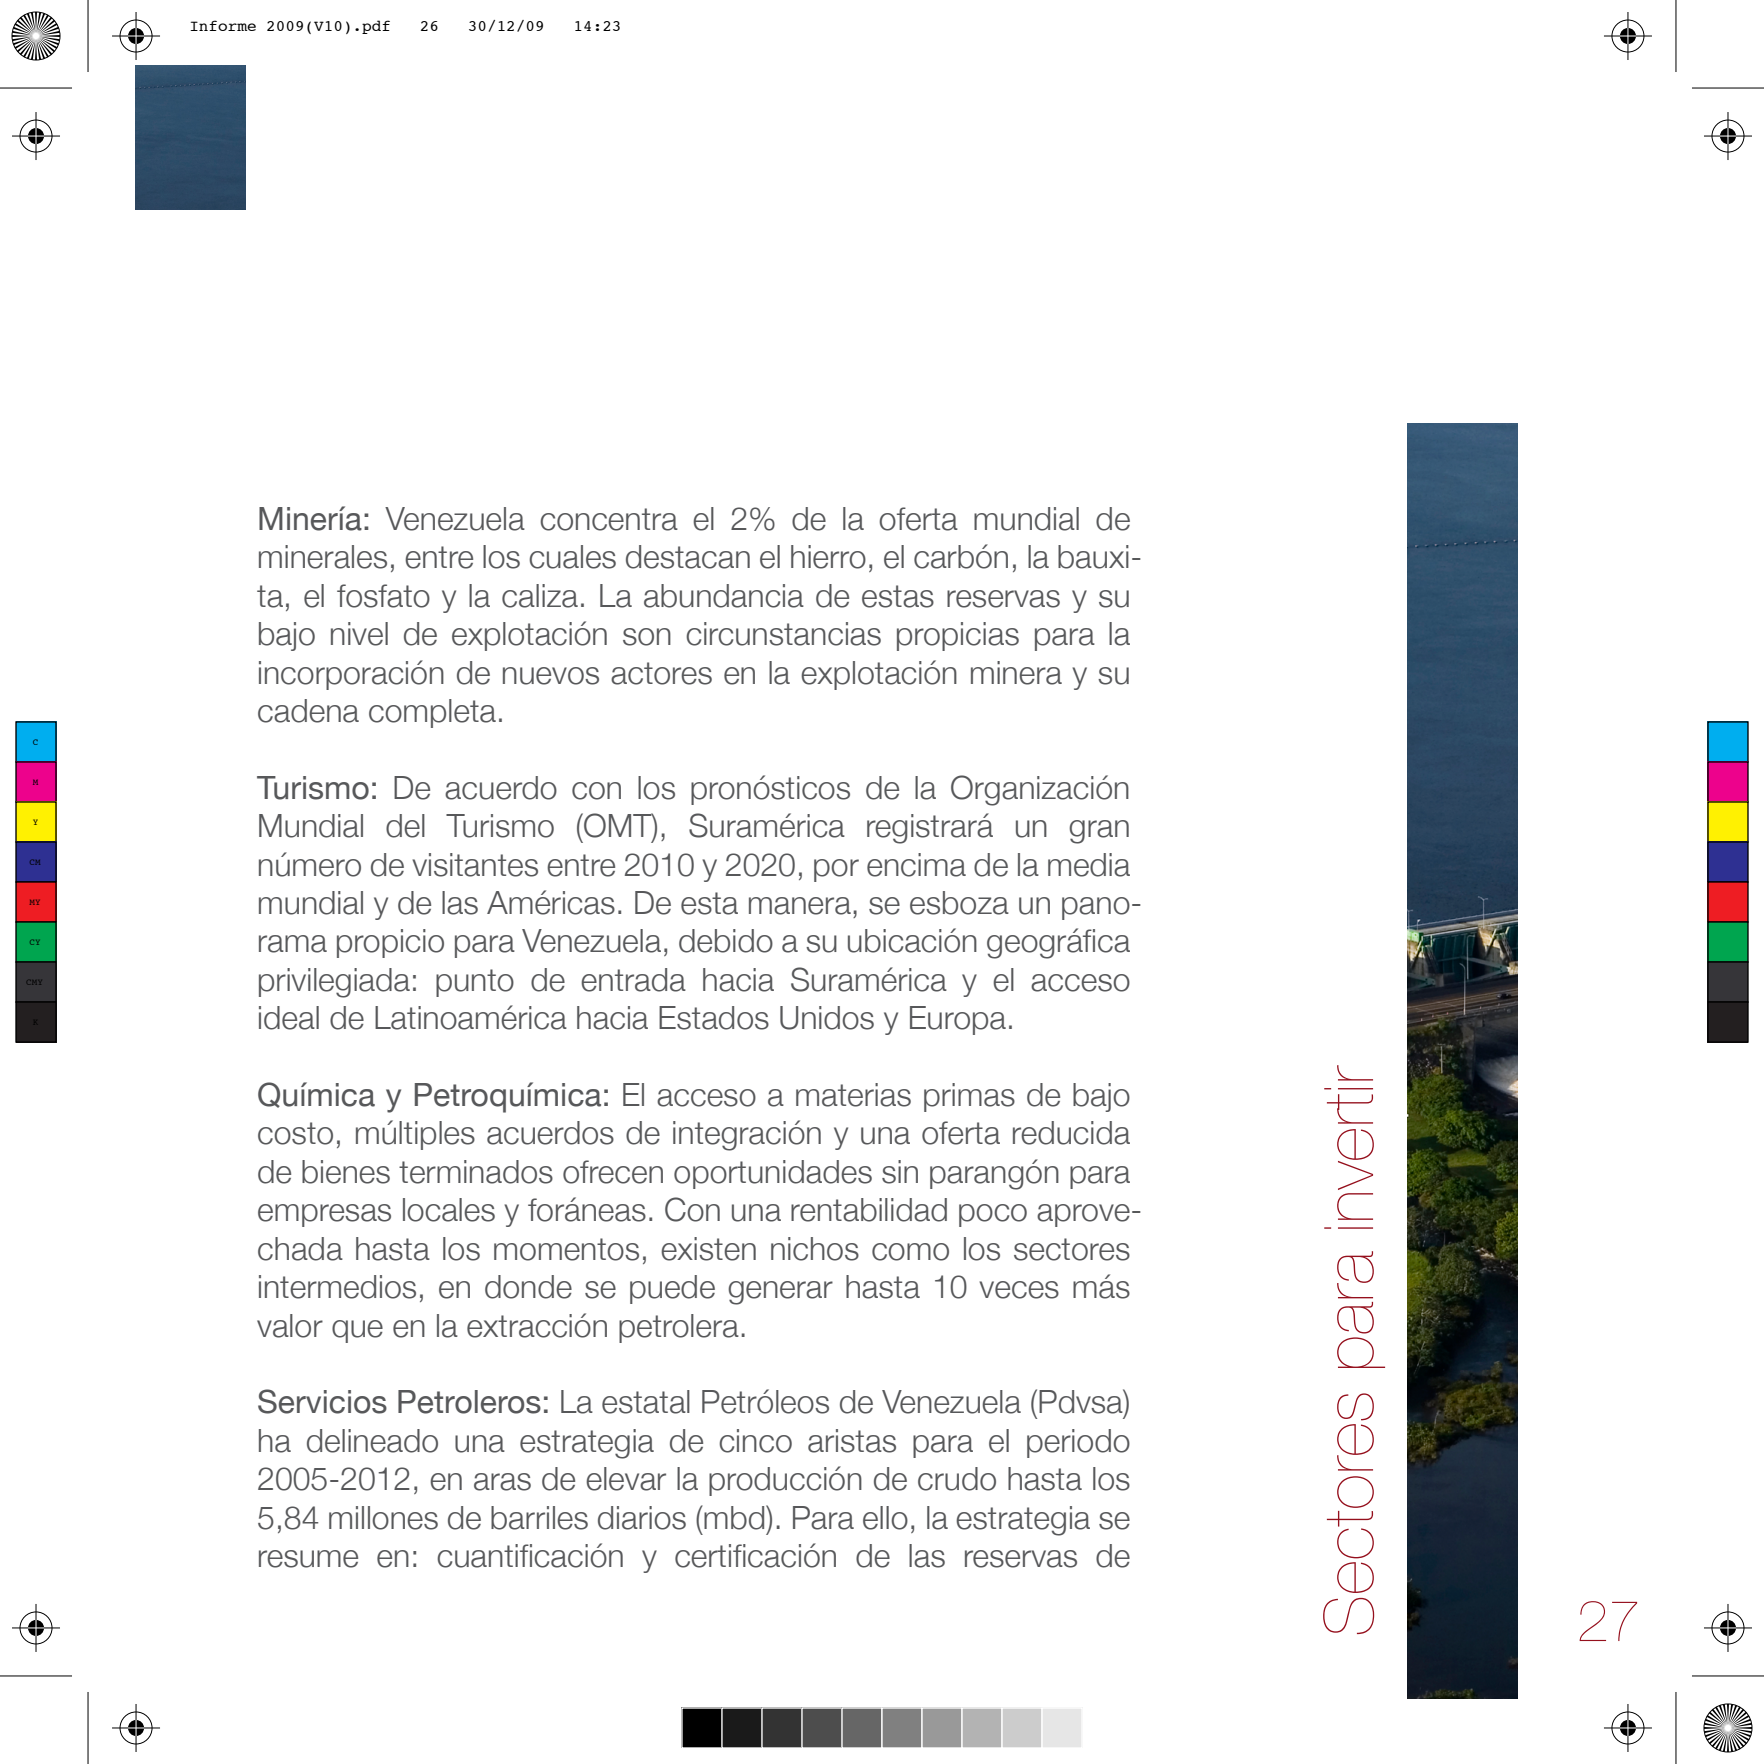 Informe 2009(V10).pdf 26 30/12/09 14:23
Minería: Venezuela concentra el 2% de la oferta mundial de
minerales, entre los cuales destacan el hierro, el carbón, la bauxi-
ta, el fosfato y la caliza. La abundancia de estas reservas y su
bajo nivel de explotación son circunstancias propicias para la
incorporación de nuevos actores en la explotación minera y su
cadena completa.
Turismo: De acuerdo con los pronósticos de la Organización
Mundial del Turismo (OMT), Suramérica registrará un gran
número de visitantes entre 2010 y 2020, por encima de la media
mundial y de las Américas. De esta manera, se esboza un pano-
rama propicio para Venezuela, debido a su ubicación geográfica
privilegiada: punto de entrada hacia Suramérica y el acceso
ideal de Latinoamérica hacia Estados Unidos y Europa.
Química y Petroquímica: El acceso a materias primas de bajo
costo, múltiples acuerdos de integración y una oferta reducida
de bienes terminados ofrecen oportunidades sin parangón para
empresas locales y foráneas. Con una rentabilidad poco aprove-
chada hasta los momentos, existen nichos como los sectores
intermedios, en donde se puede generar hasta 10 veces más
valor que en la extracción petrolera.
Servicios Petroleros: La estatal Petróleos de Venezuela (Pdvsa)
ha delineado una estrategia de cinco aristas para el periodo
2005-2012, en aras de elevar la producción de crudo hasta los
5,84 millones de barriles diarios (mbd). Para ello, la estrategia se
resume en: cuantificación y certificación de las reservas de
Sectores para invertir
27
C
M
Y
CM
MY
CY
CMY
K